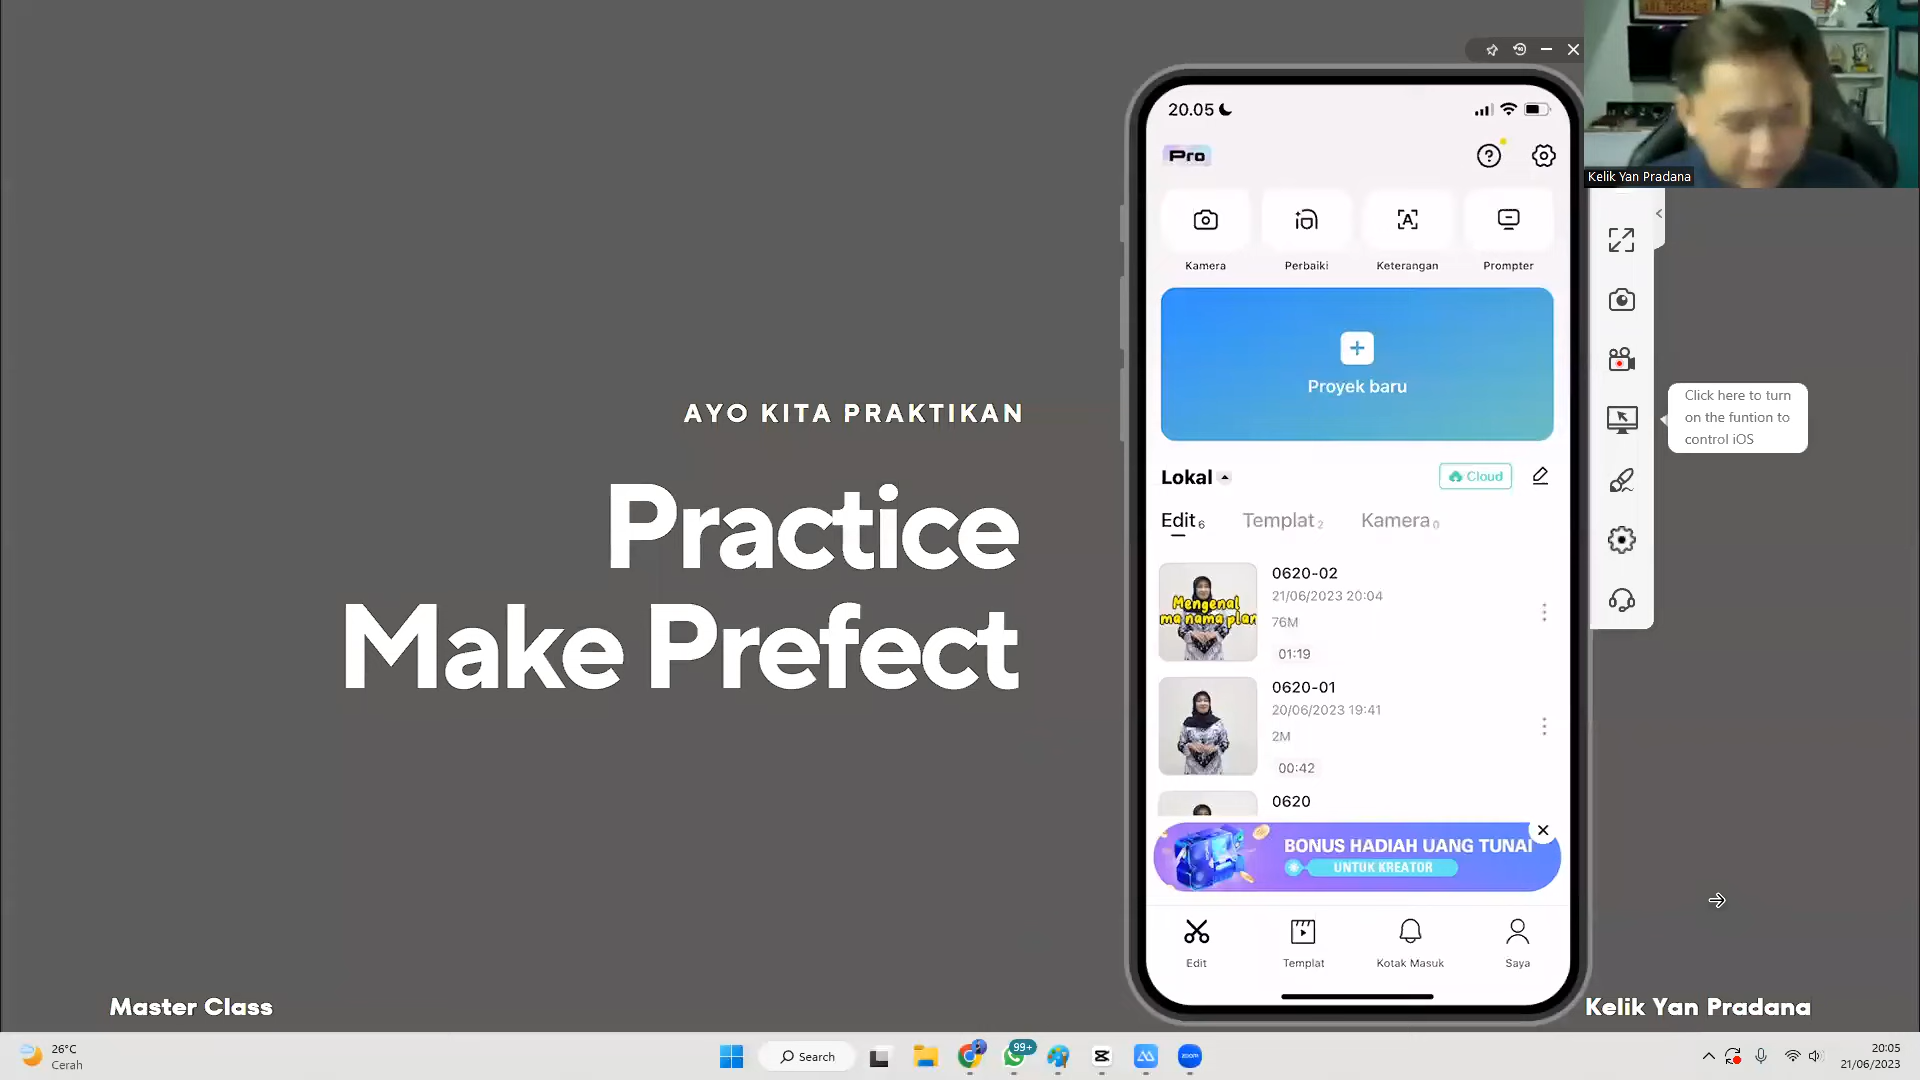 20.05
Pro
Kelik Yan Pradana
Kamera
Perbaiki
Keterangan
Prompter
Proyek baru
Click here to turn
on the funtion to
control iOS
AYO KITA PRAKTIKAN
Practice
Make Prefect
Lokal
Cloud
Edit 6
Templat 2
Kamera 0
0620-02
21/06/2023 20:04
76M
01:19
Mengenal
ma nama plan
0620-01
20/06/2023 19:41
2M
00:42
0620
BONUS HADIAH UANG TUNAI
UNTUK KREATOR
Edit
Templat
Kotak Masuk
Saya
Master Class
Kelik Yan Pradana
26°C
Cerah
Search
99+
zoom
20:05
21/06/2023